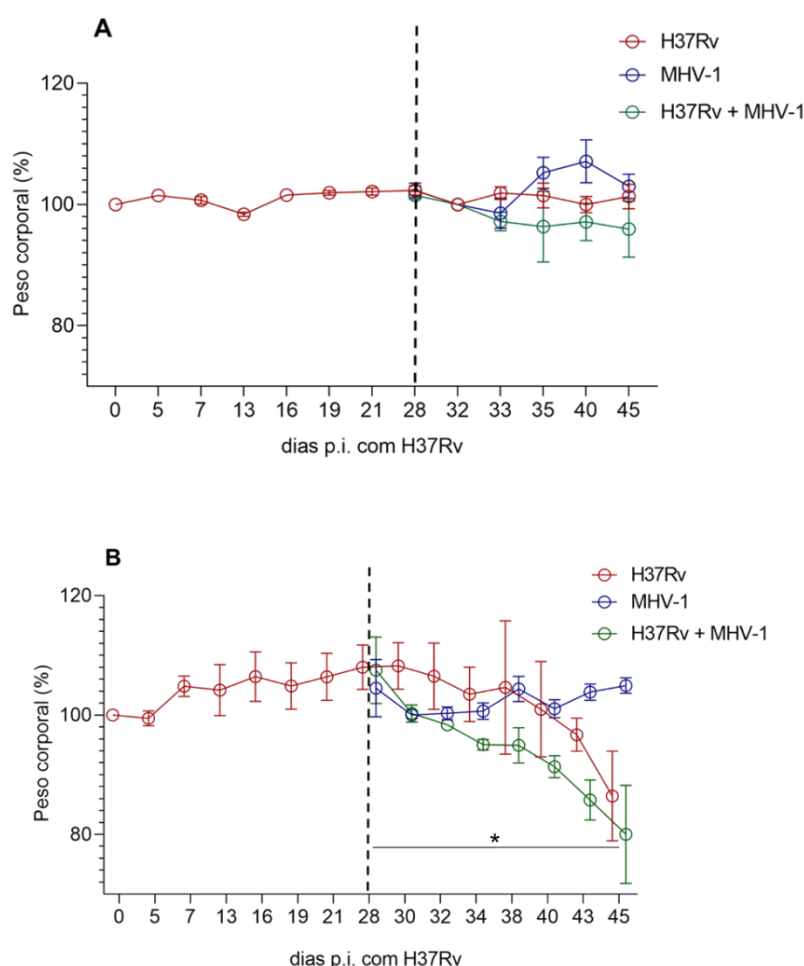 A
H37Rv
MHV-1
H37Rv + MHV-1
Peso corporal (%)
120
100
80
0 5 7 13 16 19 21 28 32 33 35 40 45
dias p.i. com H37Rv
B
H37Rv
MHV-1
H37Rv + MHV-1
Peso corporal (%)
120
100
80
*
0 5 7 13 16 19 21 28 30 32 34 38 40 43 45
dias p.i. com H37Rv